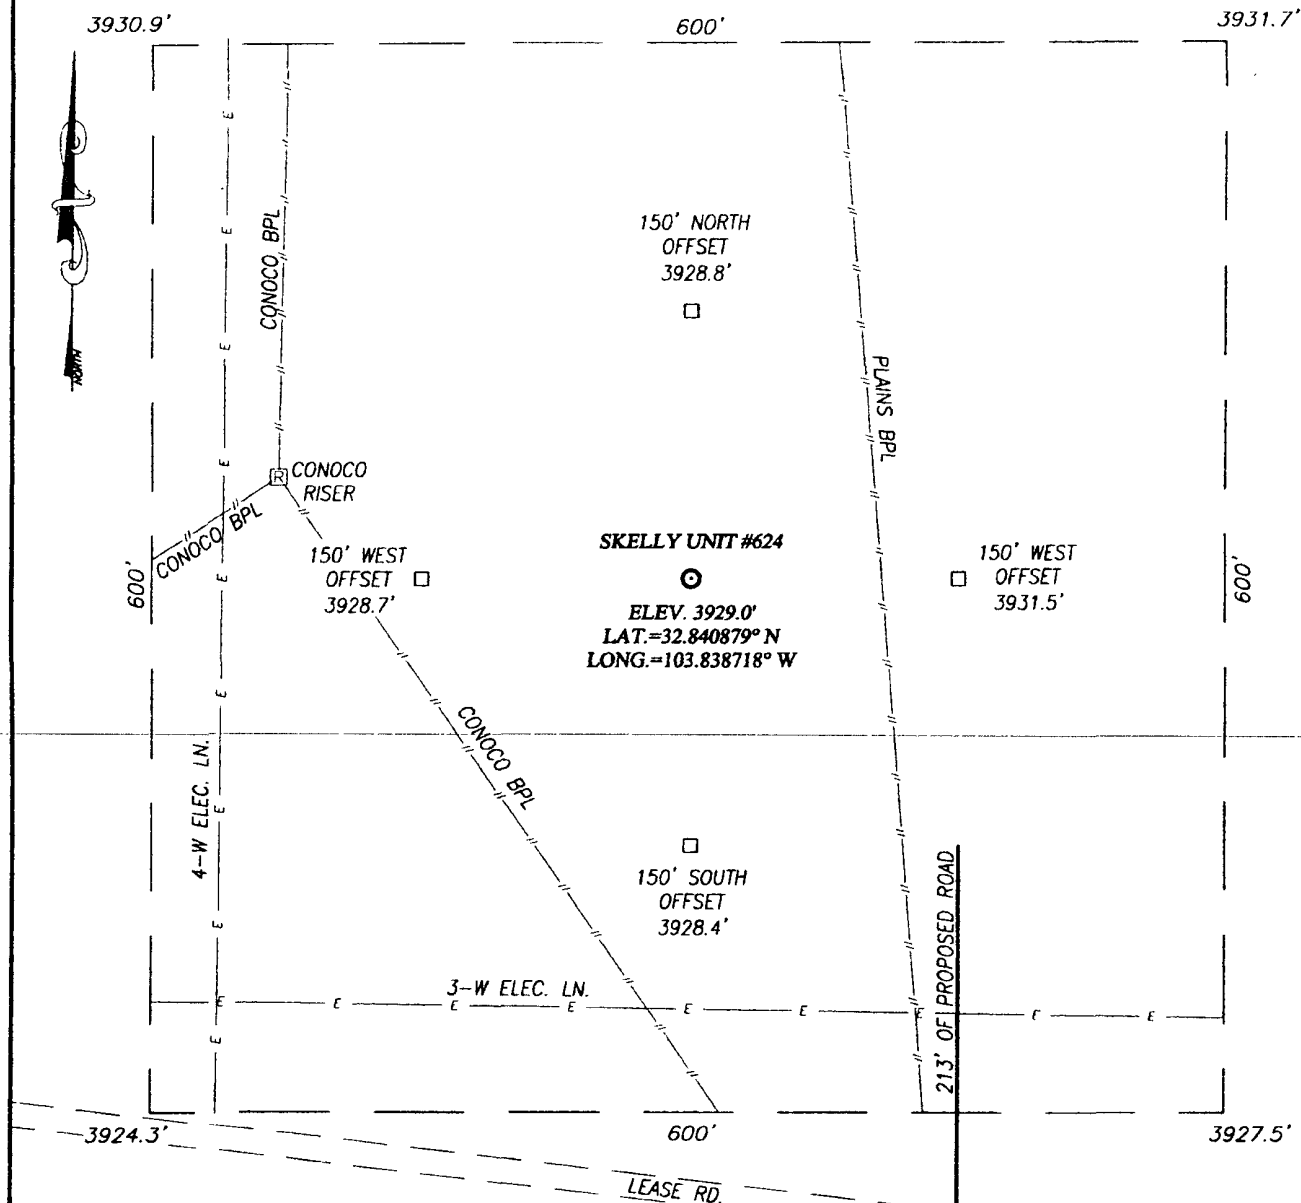 3930.9'
600'
3931.7'
NORTH
CONOCO BPL
150' NORTH
OFFSET
3928.8'
PLAINS BPL
R
CONOCO
RISER
CONOCO BPL
600'
150' WEST
OFFSET
3928.7'
SKELLY UNIT #624
ELEV. 3929.0'
LAT.=32.840879° N
LONG.=103.838718° W
150' WEST
OFFSET
3931.5'
600'
CONOCO BPL
4-W ELEC. LN.
150' SOUTH
OFFSET
3928.4'
213' OF PROPOSED ROAD
3-W ELEC. LN.
E E E E E E E E E
3924.3'
600'
3927.5'
LEASE RD.